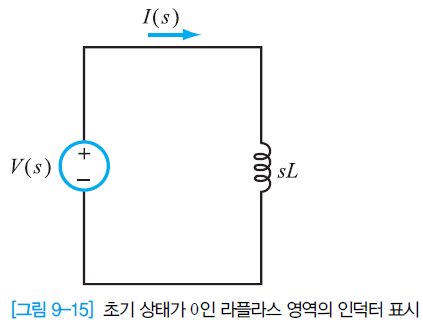 I(s)
+
V(s)
−
sL
[그림 9-15] 초기 상태가 0인 라플라스 영역의 인덕터 표시